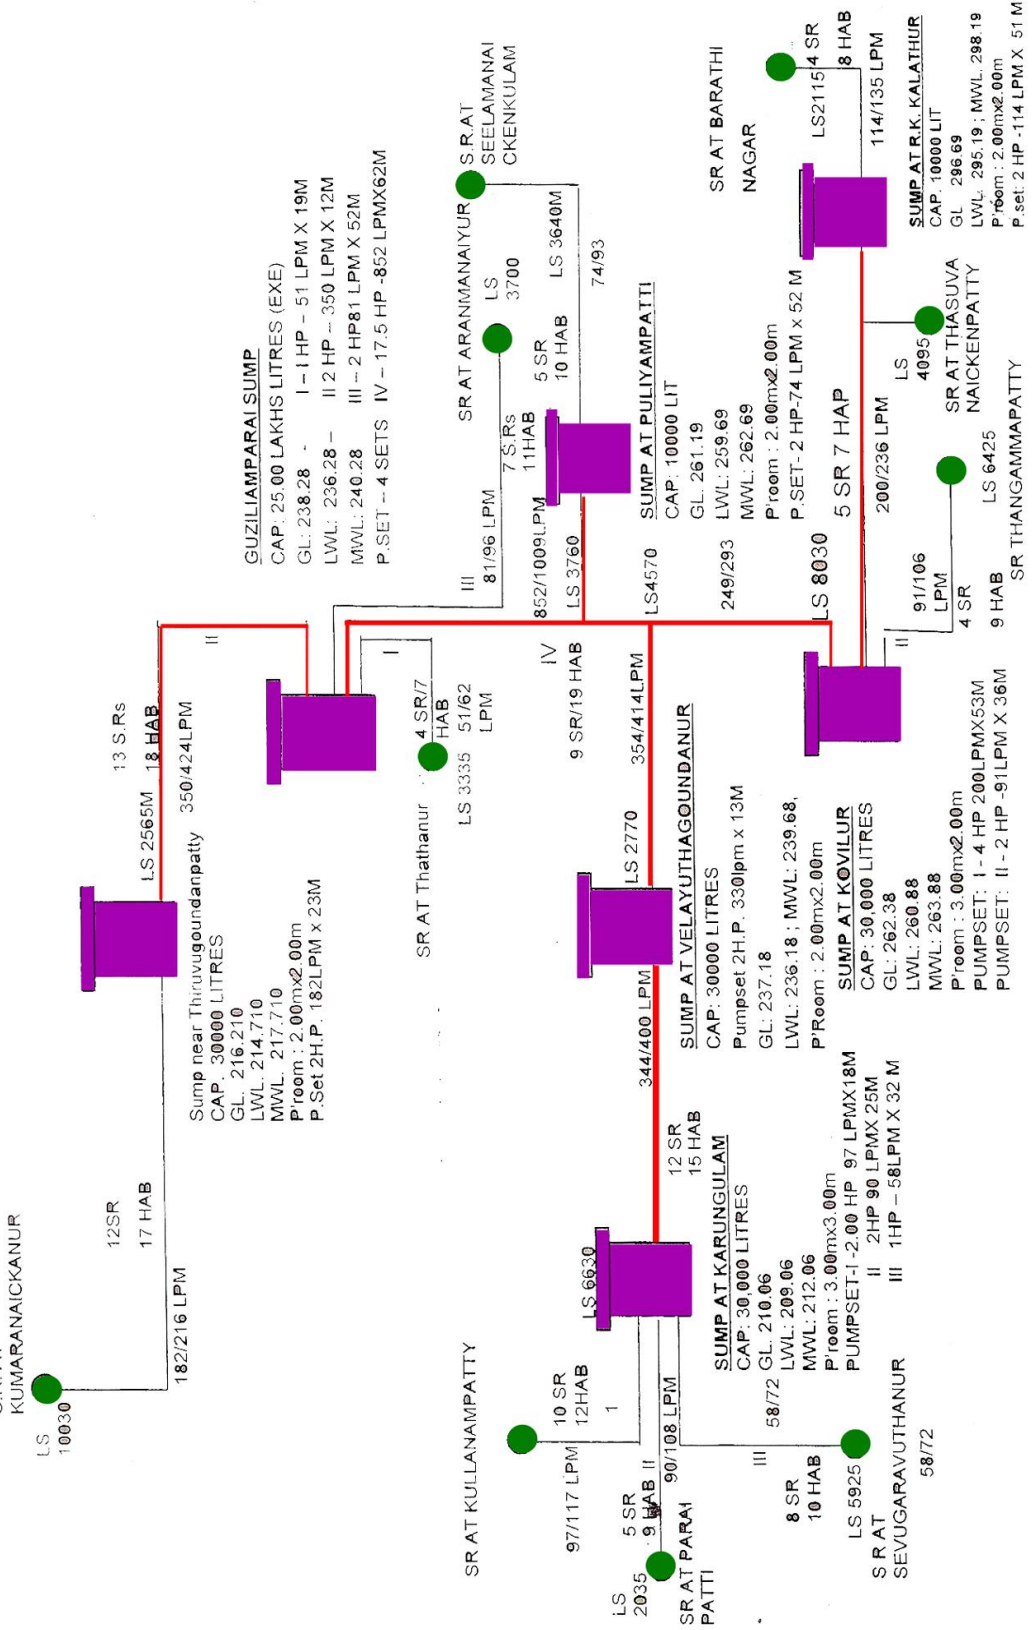 KUMARANAICKANUR
LS
10030
12SR
17 HAB
182/216 LPM
Sump near Thiruvugoundanpatty
CAP. 30000 LITRES
GL. 216.210
LWL. 214.710
MWL. 217.710
P'room : 2.00mx2.00m
P.Set 2H.P. 182LPM x 23M
13 S.Rs
18 HAB
LS 2565M
350/424LPM
II
GUZILIAMPARAI SUMP
CAP: 25.00 LAKHS LITRES (EXE)
GL: 238.28 - I – I HP – 51 LPM X 19M
LWL: 236.28 – II 2 HP – 350 LPM X 12M
MWL: 240.28 III – 2 HP81 LPM X 52M
P.SET – 4 SETS IV – 17.5 HP -852 LPMX62M
I
4 SR/7
HAB
LS 3335 51/62
LPM
SR AT Thathanur
III
81/96 LPM
7 S.Rs
11HAB
SR AT ARANMANAIYUR
LS
3700
S.R.AT
SEELAMANAI
CKENKULAM
LS 3640M
74/93
5 SR
10 HAB
852/1009LPM
LS 3760
SUMP AT PULIYAMPATTI
CAP: 10000 LIT
GL. 261.19
LWL: 259.69
MWL: 262.69
P'room : 2.00mx2.00m
P.SET- 2 HP-74 LPM x 52 M
IV
9 SR/19 HAB
LS4570
249/293
354/414LPM
LS 2770
SUMP AT VELAYUTHAGOUNDANUR
CAP: 30000 LITRES
Pumpset 2H.P. 330lpm x 13M
GL: 237.18
LWL: 236.18 ; MWL: 239.68,
P'Room : 2.00mx2.00m
344/400 LPM
12 SR
15 HAB
LS 6630
SUMP AT KARUNGULAM
CAP: 30,000 LITRES
GL. 210.06
LWL: 209.06
MWL: 212.06
P'room : 3.00mx3.00m
PUMPSET-I -2.00 HP 97 LPMX18M
II 2HP 90 LPMX 25M
III 1HP – 58LPM X 32 M
SR AT KULLANAMPATTY
10 SR
12HAB
1
97/117 LPM
5 SR
9 HAB II
90/108 LPM
LS
2035
SR AT PARAI
PATTI
58/72
III
8 SR
10 HAB
LS 5925
S R AT
SEVUGARAVUTHANUR
58/72
SUMP AT KOVILUR
CAP: 30,000 LITRES
GL: 262.38
LWL: 260.88
MWL: 263.88
P'room : 3.00mx2.00m
PUMPSET: I - 4 HP 200LPMX53M
PUMPSET: II - 2 HP -91LPM X 36M
LS 8030
5 SR 7 HAP
200/236 LPM
II
91/106
LPM
4 SR
9 HAB
LS 6425
SR THANGAMMAPATTY
LS
4095
SR AT THASUVA
NAICKENPATTY
SR AT BARATHI
NAGAR
LS2115
4 SR
8 HAB
114/135 LPM
SUMP AT R.K. KALATHUR
CAP. 10000 LIT
GL 296.69
LWL: 295.19 ; MWL. 298.19
P'room : 2.00mx2.00m
P.set: 2 HP -114 LPM X 51 M